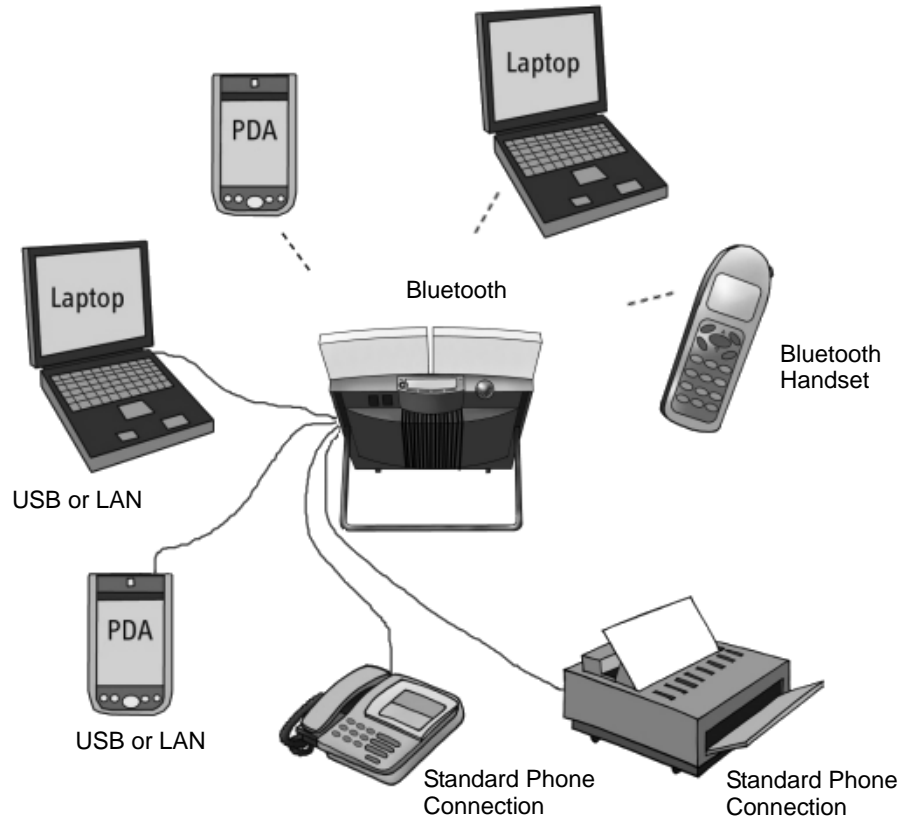 Laptop
PDA
Bluetooth
Laptop
Bluetooth
Handset
USB or LAN
PDA
USB or LAN
Standard Phone
Connection
Standard Phone
Connection